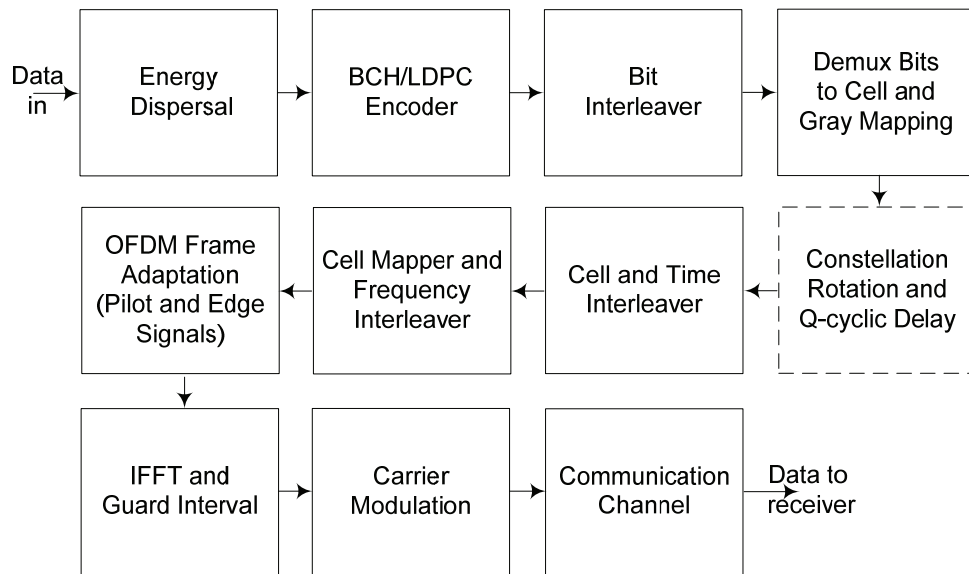 Data
in
Energy
Dispersal
BCH/LDPC
Encoder
Bit
Interleaver
Demux Bits
to Cell and
Gray Mapping
Constellation
Rotation and
Q-cyclic Delay
Cell and Time
Interleaver
Cell Mapper and
Frequency
Interleaver
OFDM Frame
Adaptation
(Pilot and Edge
Signals)
IFFT and
Guard Interval
Carrier
Modulation
Communication
Channel
Data to
receiver